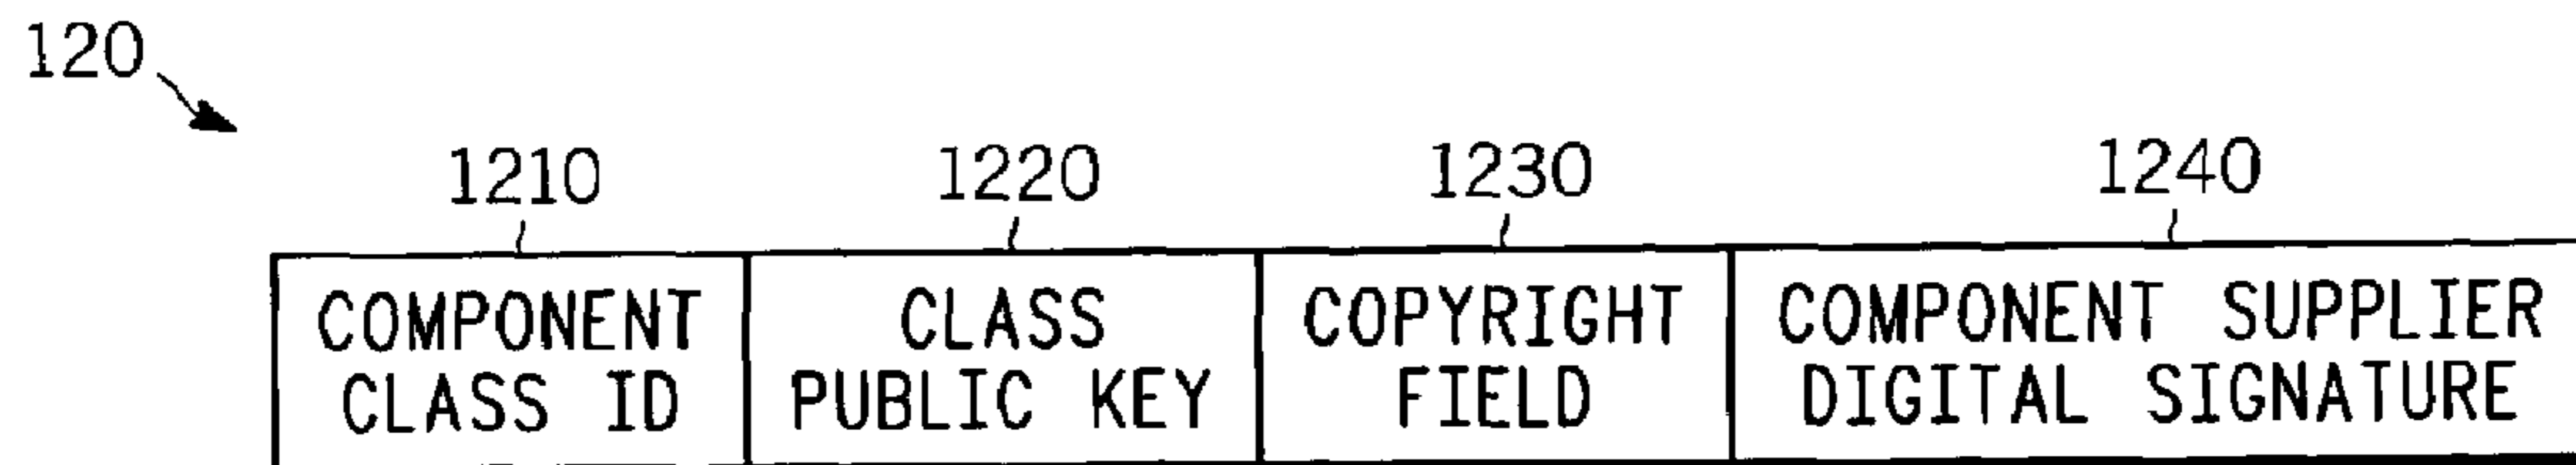 120
1210 1220 1230 1240
COMPONENT CLASS COPYRIGHT COMPONENT SUPPLIER
CLASS ID PUBLIC KEY FIELD DIGITAL SIGNATURE